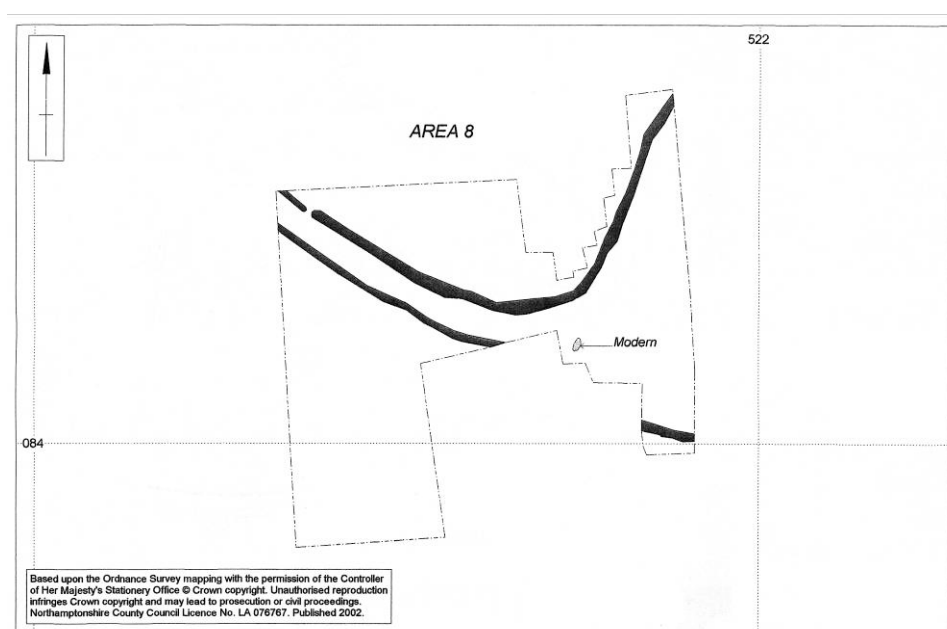 522
AREA 8
Modern
084
Based upon the Ordnance Survey mapping with the permission of the Controller
of Her Majesty's Stationery Office © Crown copyright. Unauthorised reproduction
infringes Crown copyright and may lead to prosecution or civil proceedings.
Northamptonshire County Council Licence No. LA 076767. Published 2002.